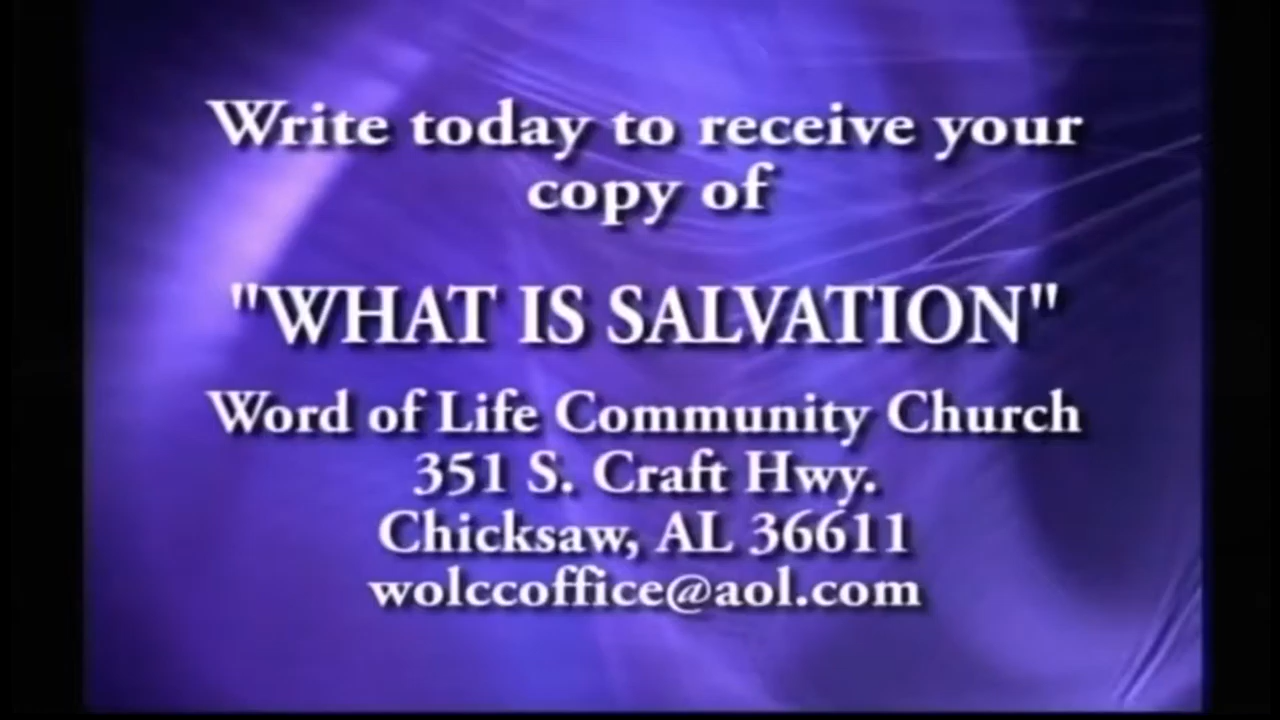 Write today to receive your
copy of
"WHAT IS SALVATION"
Word of Life Community Church
351 S. Craft Hwy.
Chicksaw, AL 36611
wolccoffice@aol.com